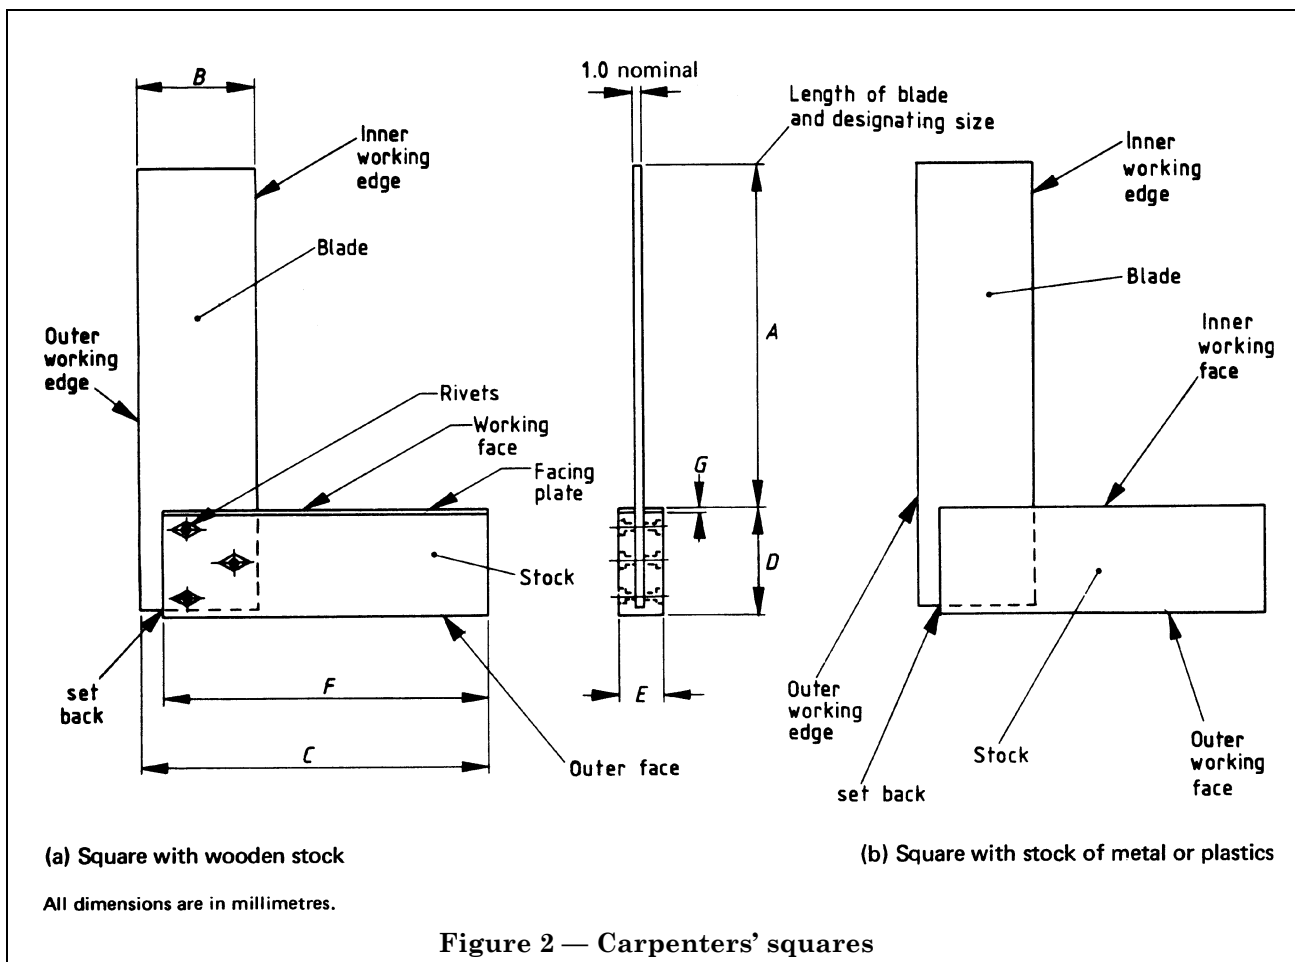 B
1.0 nominal
Length of blade
and designating size
Inner
working
edge
Inner
working
edge
Blade
Blade
Outer
working
edge
A
Inner
working
face
Rivets
Working
face
G
Facing
plate
D
Stock
set
back
F
E
Outer
working
edge
C
Outer face
Stock
Outer
working
face
set back
(a) Square with wooden stock
(b) Square with stock of metal or plastics
All dimensions are in millimetres.
Figure 2 — Carpenters’ squares